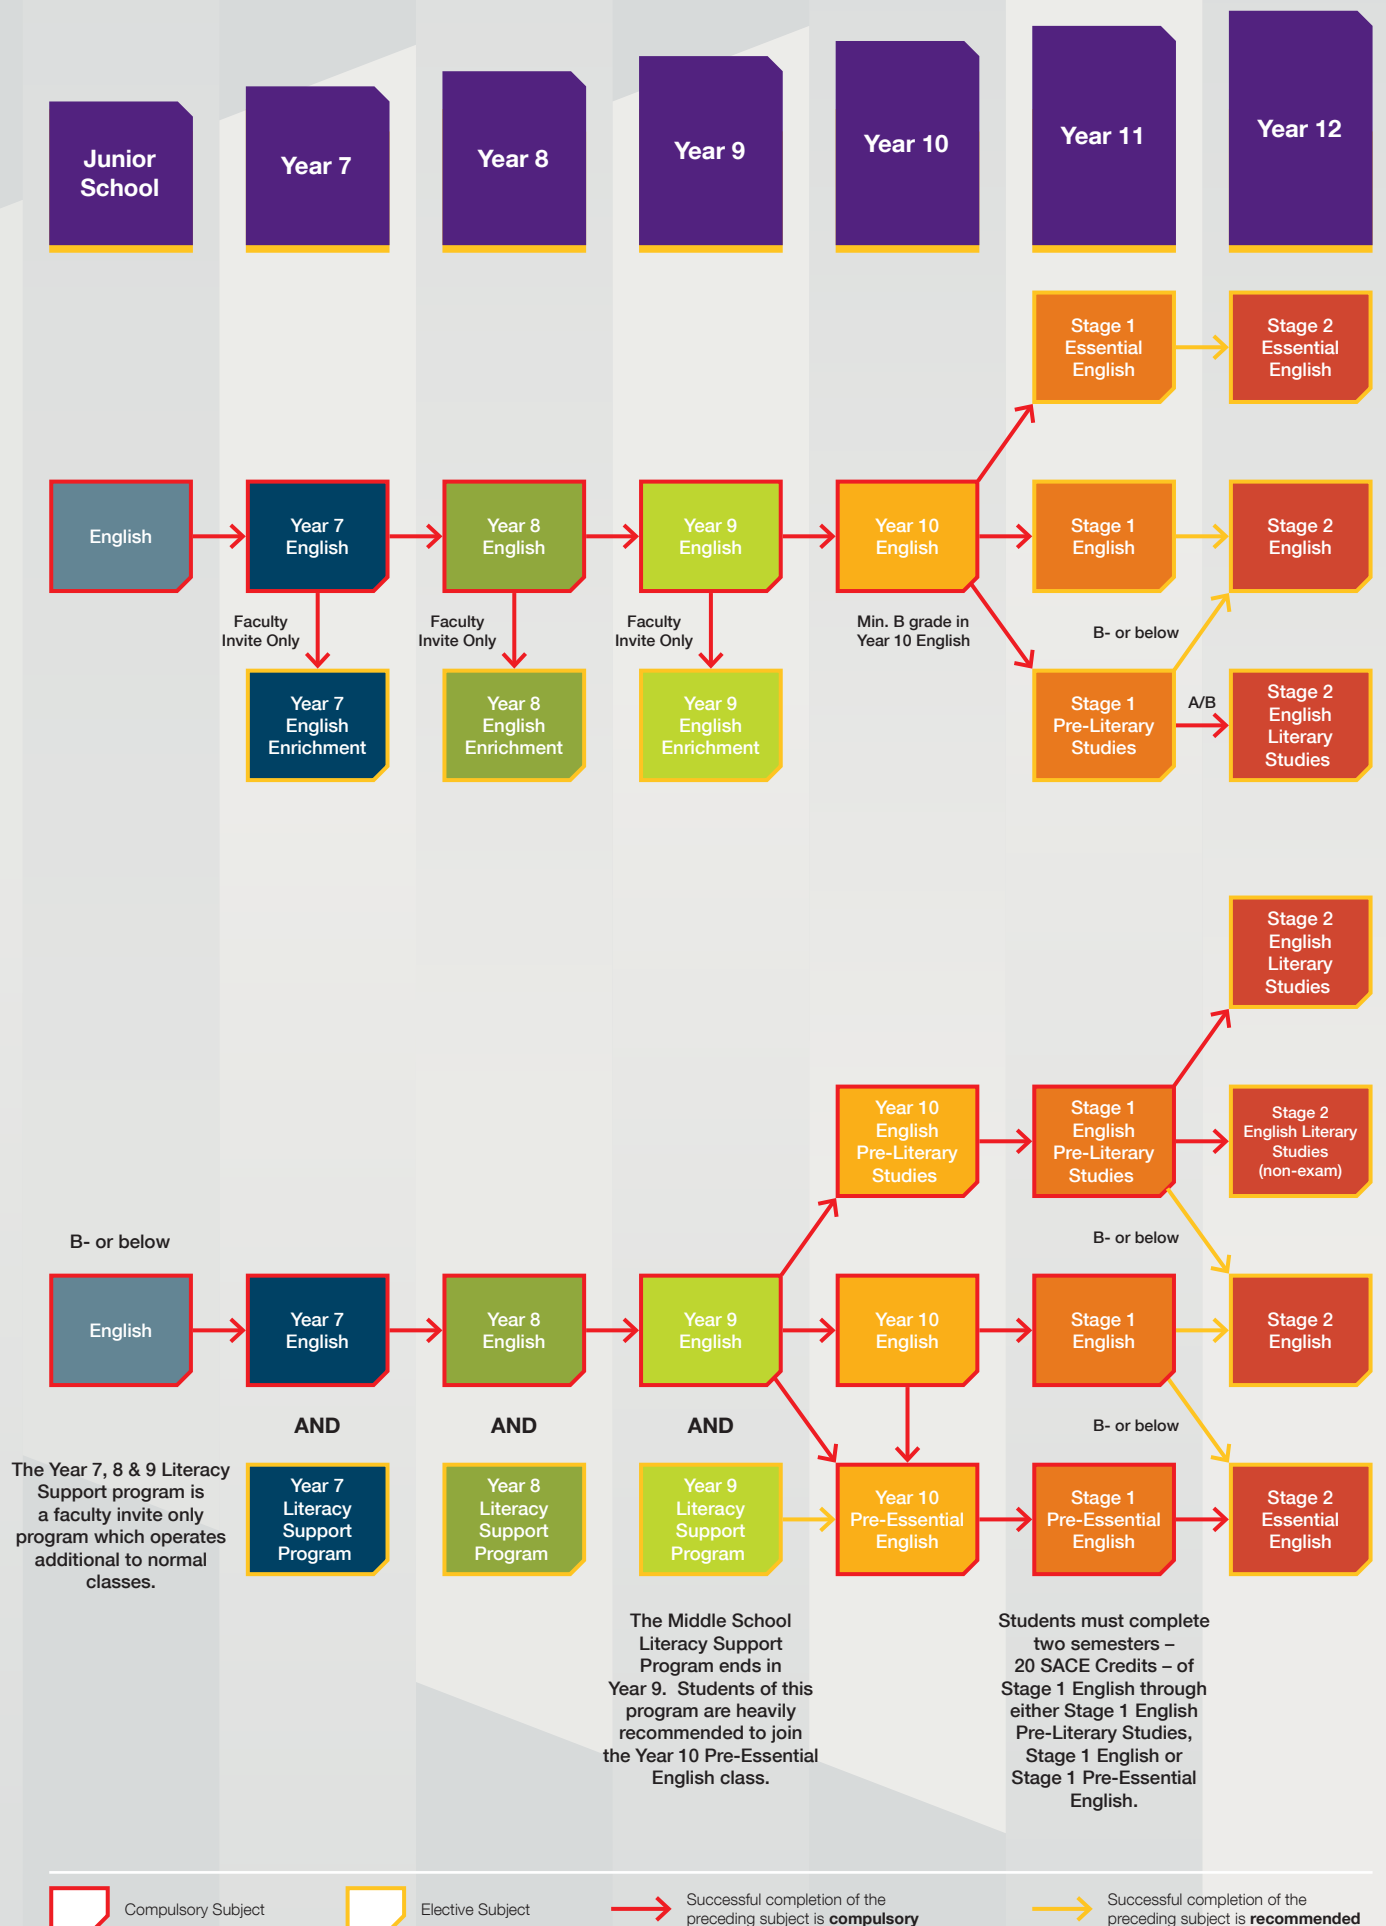 Junior
School
Year 7
Year 8
Year 9
Year 10
Year 11
Year 12
Stage 1
Essential
English
Stage 2
Essential
English
English
Year 7
English
Year 8
English
Year 9
English
Year 10
English
Stage 1
English
Stage 2
English
Faculty
Invite Only
Faculty
Invite Only
Faculty
Invite Only
Min. B grade in
Year 10 English
B- or below
Year 7
English
Enrichment
Year 8
English
Enrichment
Year 9
English
Enrichment
Stage 1
Pre-Literary
Studies
A/B
Stage 2
English
Literary
Studies
Stage 2
English
Literary
Studies
Year 10
English
Pre-Literary
Studies
Stage 1
English
Pre-Literary
Studies
Stage 2
English Literary
Studies
(non-exam)
B- or below
B- or below
English
Year 7
English
Year 8
English
Year 9
English
Year 10
English
Stage 1
English
Stage 2
English
AND
AND
AND
B- or below
The Year 7, 8 & 9 Literacy
Support program is
a faculty invite only
program which operates
additional to normal
classes.
Year 7
Literacy
Support
Program
Year 8
Literacy
Support
Program
Year 9
Literacy
Support
Program
Year 10
Pre-Essential
English
Stage 1
Pre-Essential
English
Stage 2
Essential
English
The Middle School
Literacy Support
Program ends in
Year 9. Students of this
program are heavily
recommended to join
the Year 10 Pre-Essential
English class.
Students must complete
two semesters –
20 SACE Credits – of
Stage 1 English through
either Stage 1 English
Pre-Literary Studies,
Stage 1 English or
Stage 1 Pre-Essential
English.
Compulsory Subject
Elective Subject
Successful completion of the
preceding subject is compulsory
Successful completion of the
preceding subject is recommended